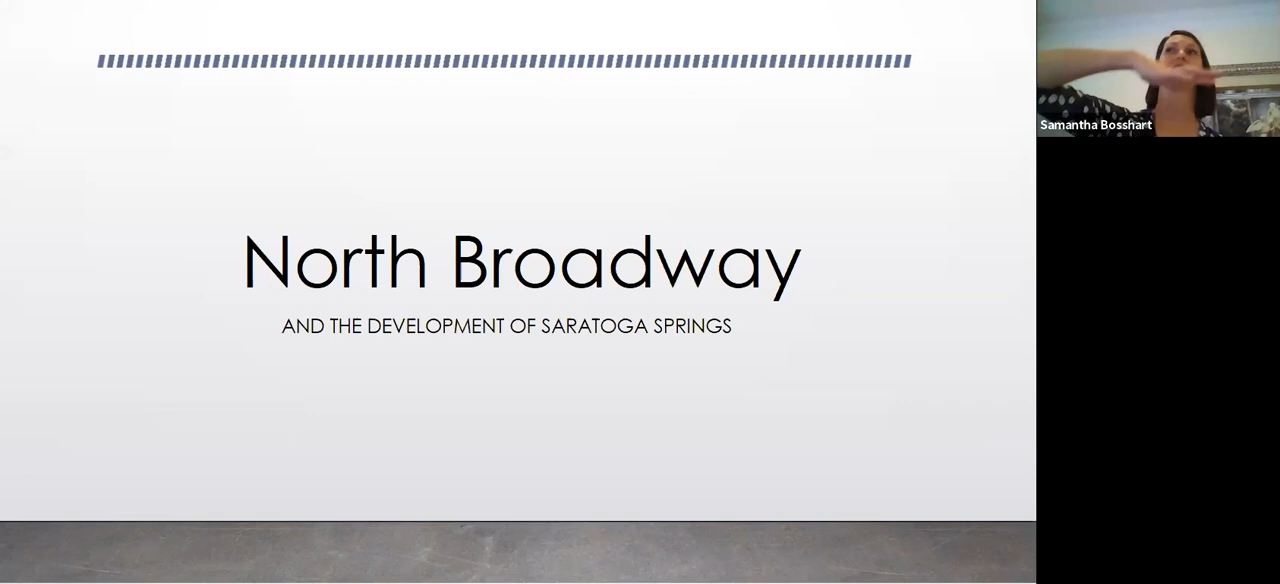 North Broadway
AND THE DEVELOPMENT OF SARATOGA SPRINGS
Samantha Bosshart